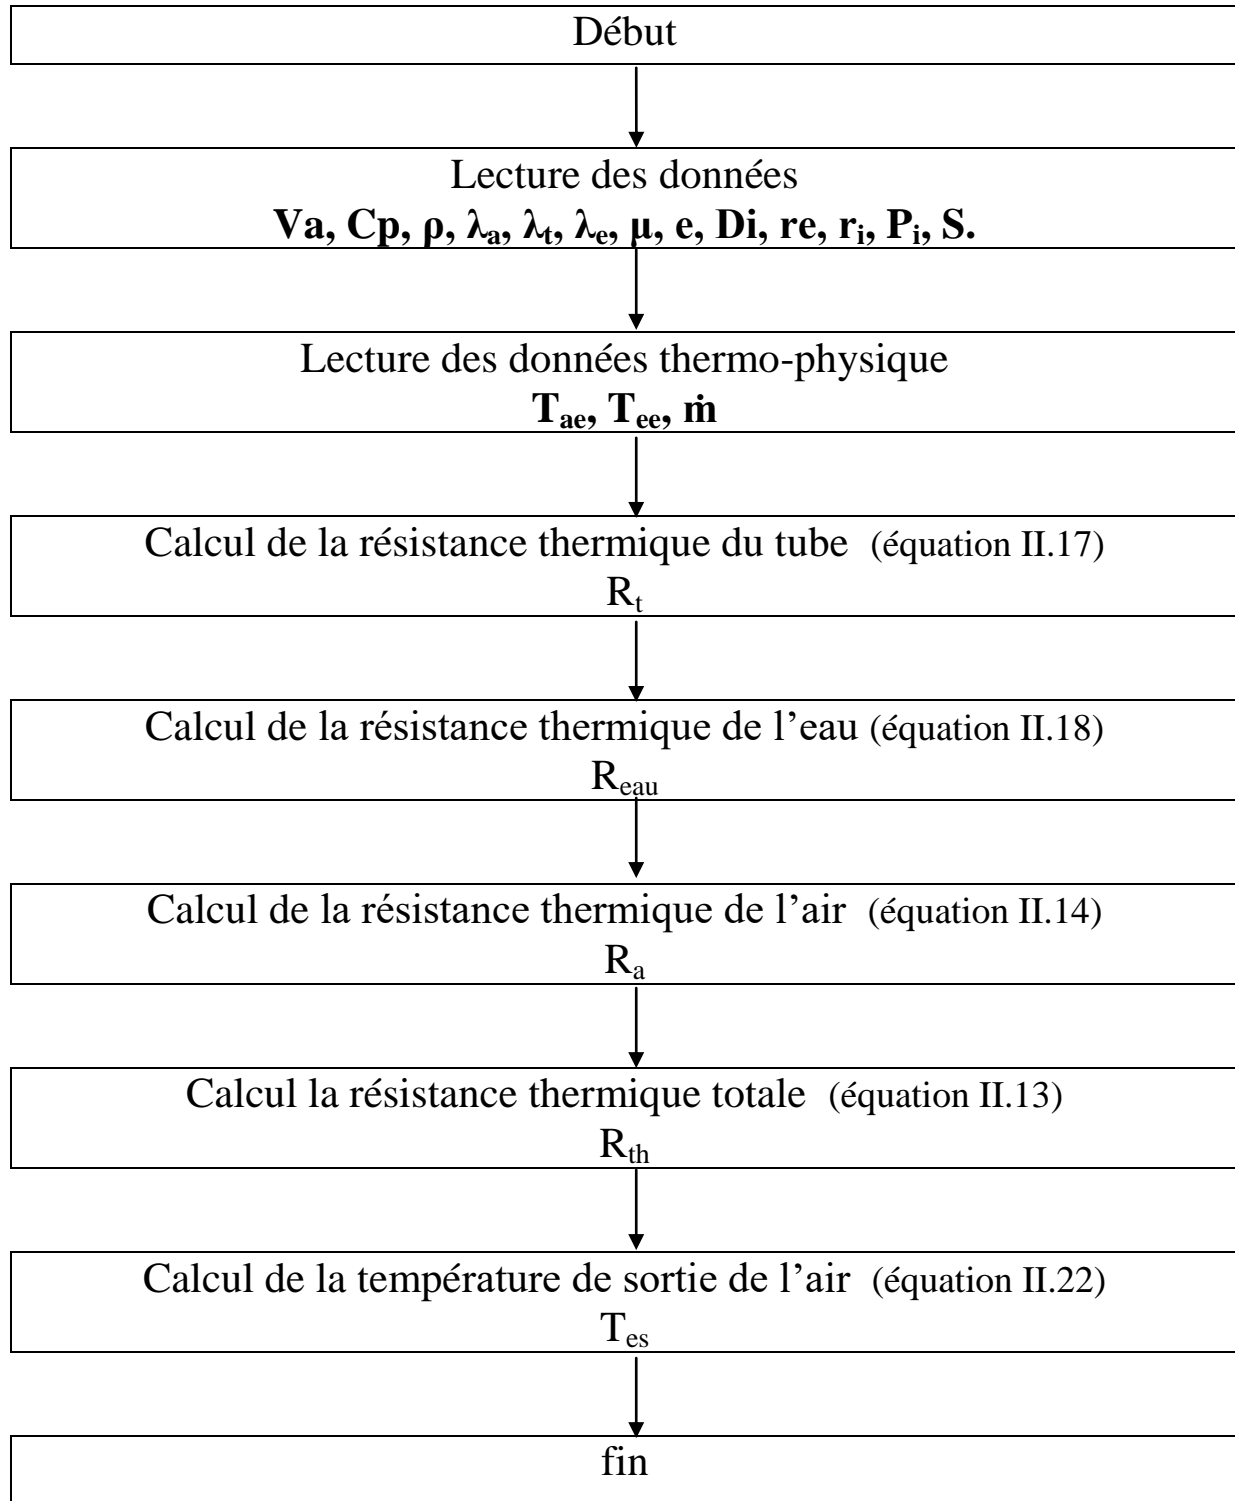 Début
Lecture des données
Va, Cp, ρ, λₐ, λₜ, λₑ, μ, e, Di, re, rᵢ, Pᵢ, S.
Lecture des données thermo-physique
Tₐₑ, Tₑₑ, ṁ
Calcul de la résistance thermique du tube (équation II.17)
Rₜ
Calcul de la résistance thermique de l’eau (équation II.18)
Rₑₐᵤ
Calcul de la résistance thermique de l’air (équation II.14)
Rₐ
Calcul la résistance thermique totale (équation II.13)
Rₜₕ
Calcul de la température de sortie de l’air (équation II.22)
Tₑₛ
fin